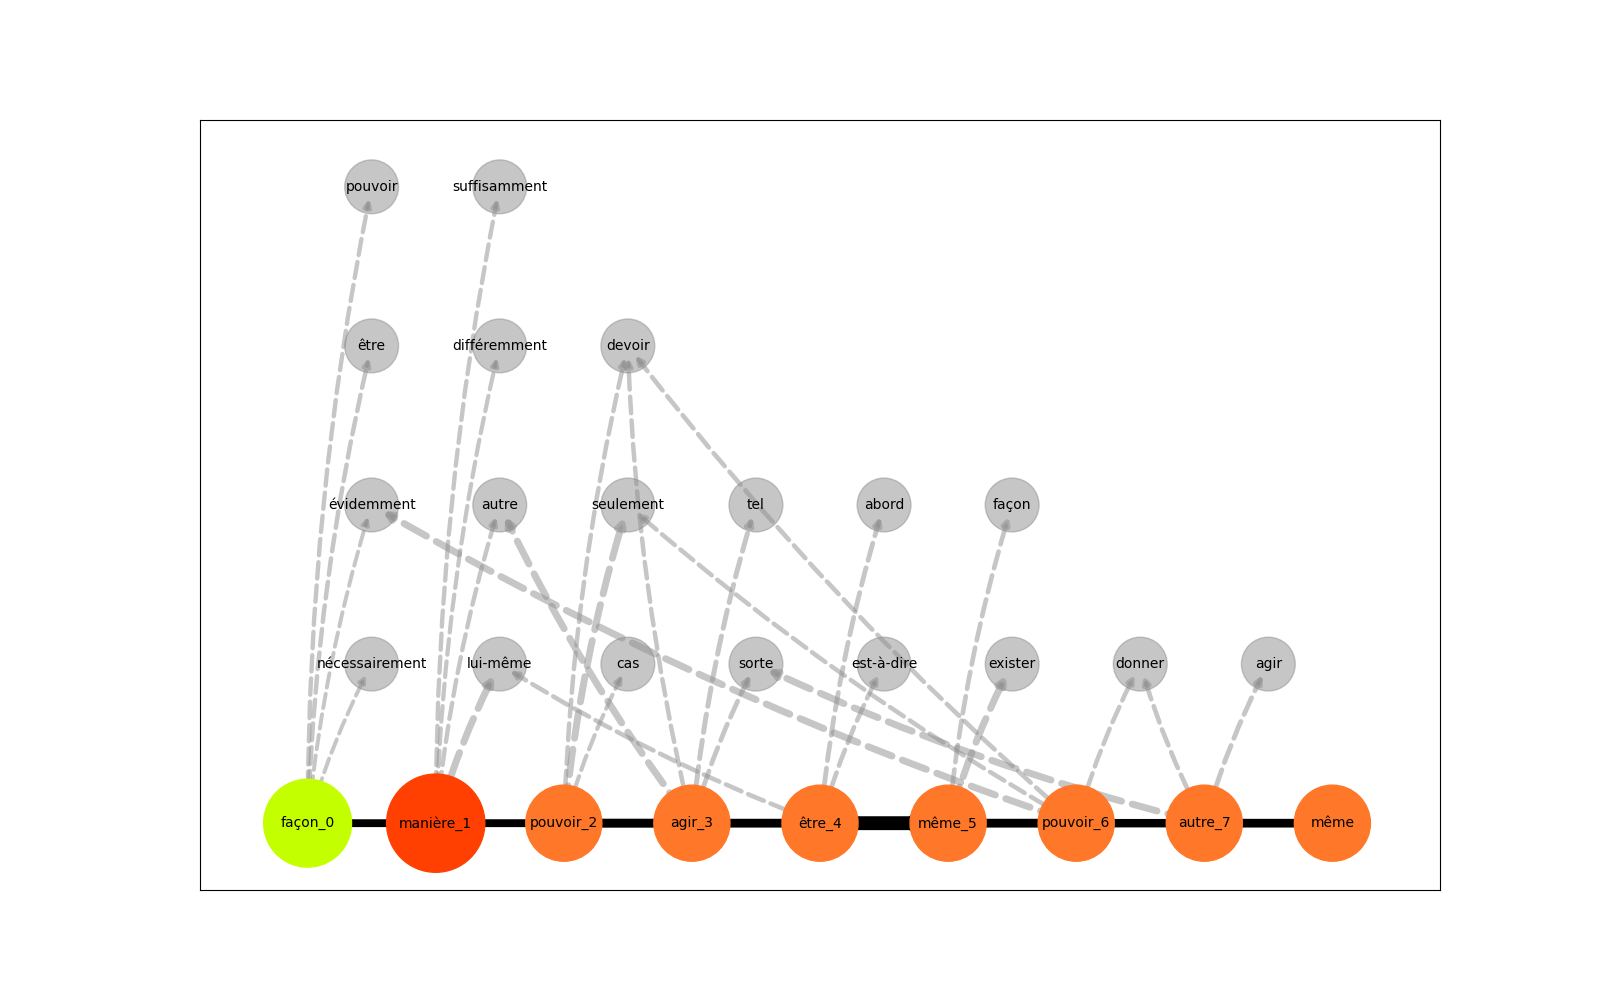 pouvoir suffisamment
être différemment devoir
évidemment autre seulement tel abord façon
nécessairement lui-même cas sorte est-à-dire exister donner agir
façon_0 manière_1 pouvoir_2 agir_3 être_4 même_5 pouvoir_6 autre_7 même